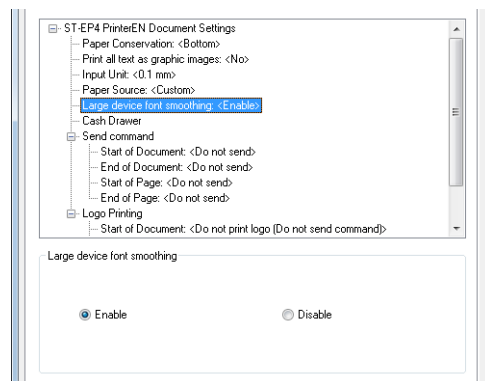 ST-EP4 PrinterEN Document Settings
Paper Conservation: <Bottom>
Print all text as graphic images: <No>
Input Unit: <0.1 mm>
Paper Source: <Custom>
Large device font smoothing: <Enable>
Cash Drawer
Send command
Start of Document: <Do not send>
End of Document: <Do not send>
Start of Page: <Do not send>
End of Page: <Do not send>
Logo Printing
Start of Document: <Do not print logo (Do not send command)>
Large device font smoothing
Enable
Disable